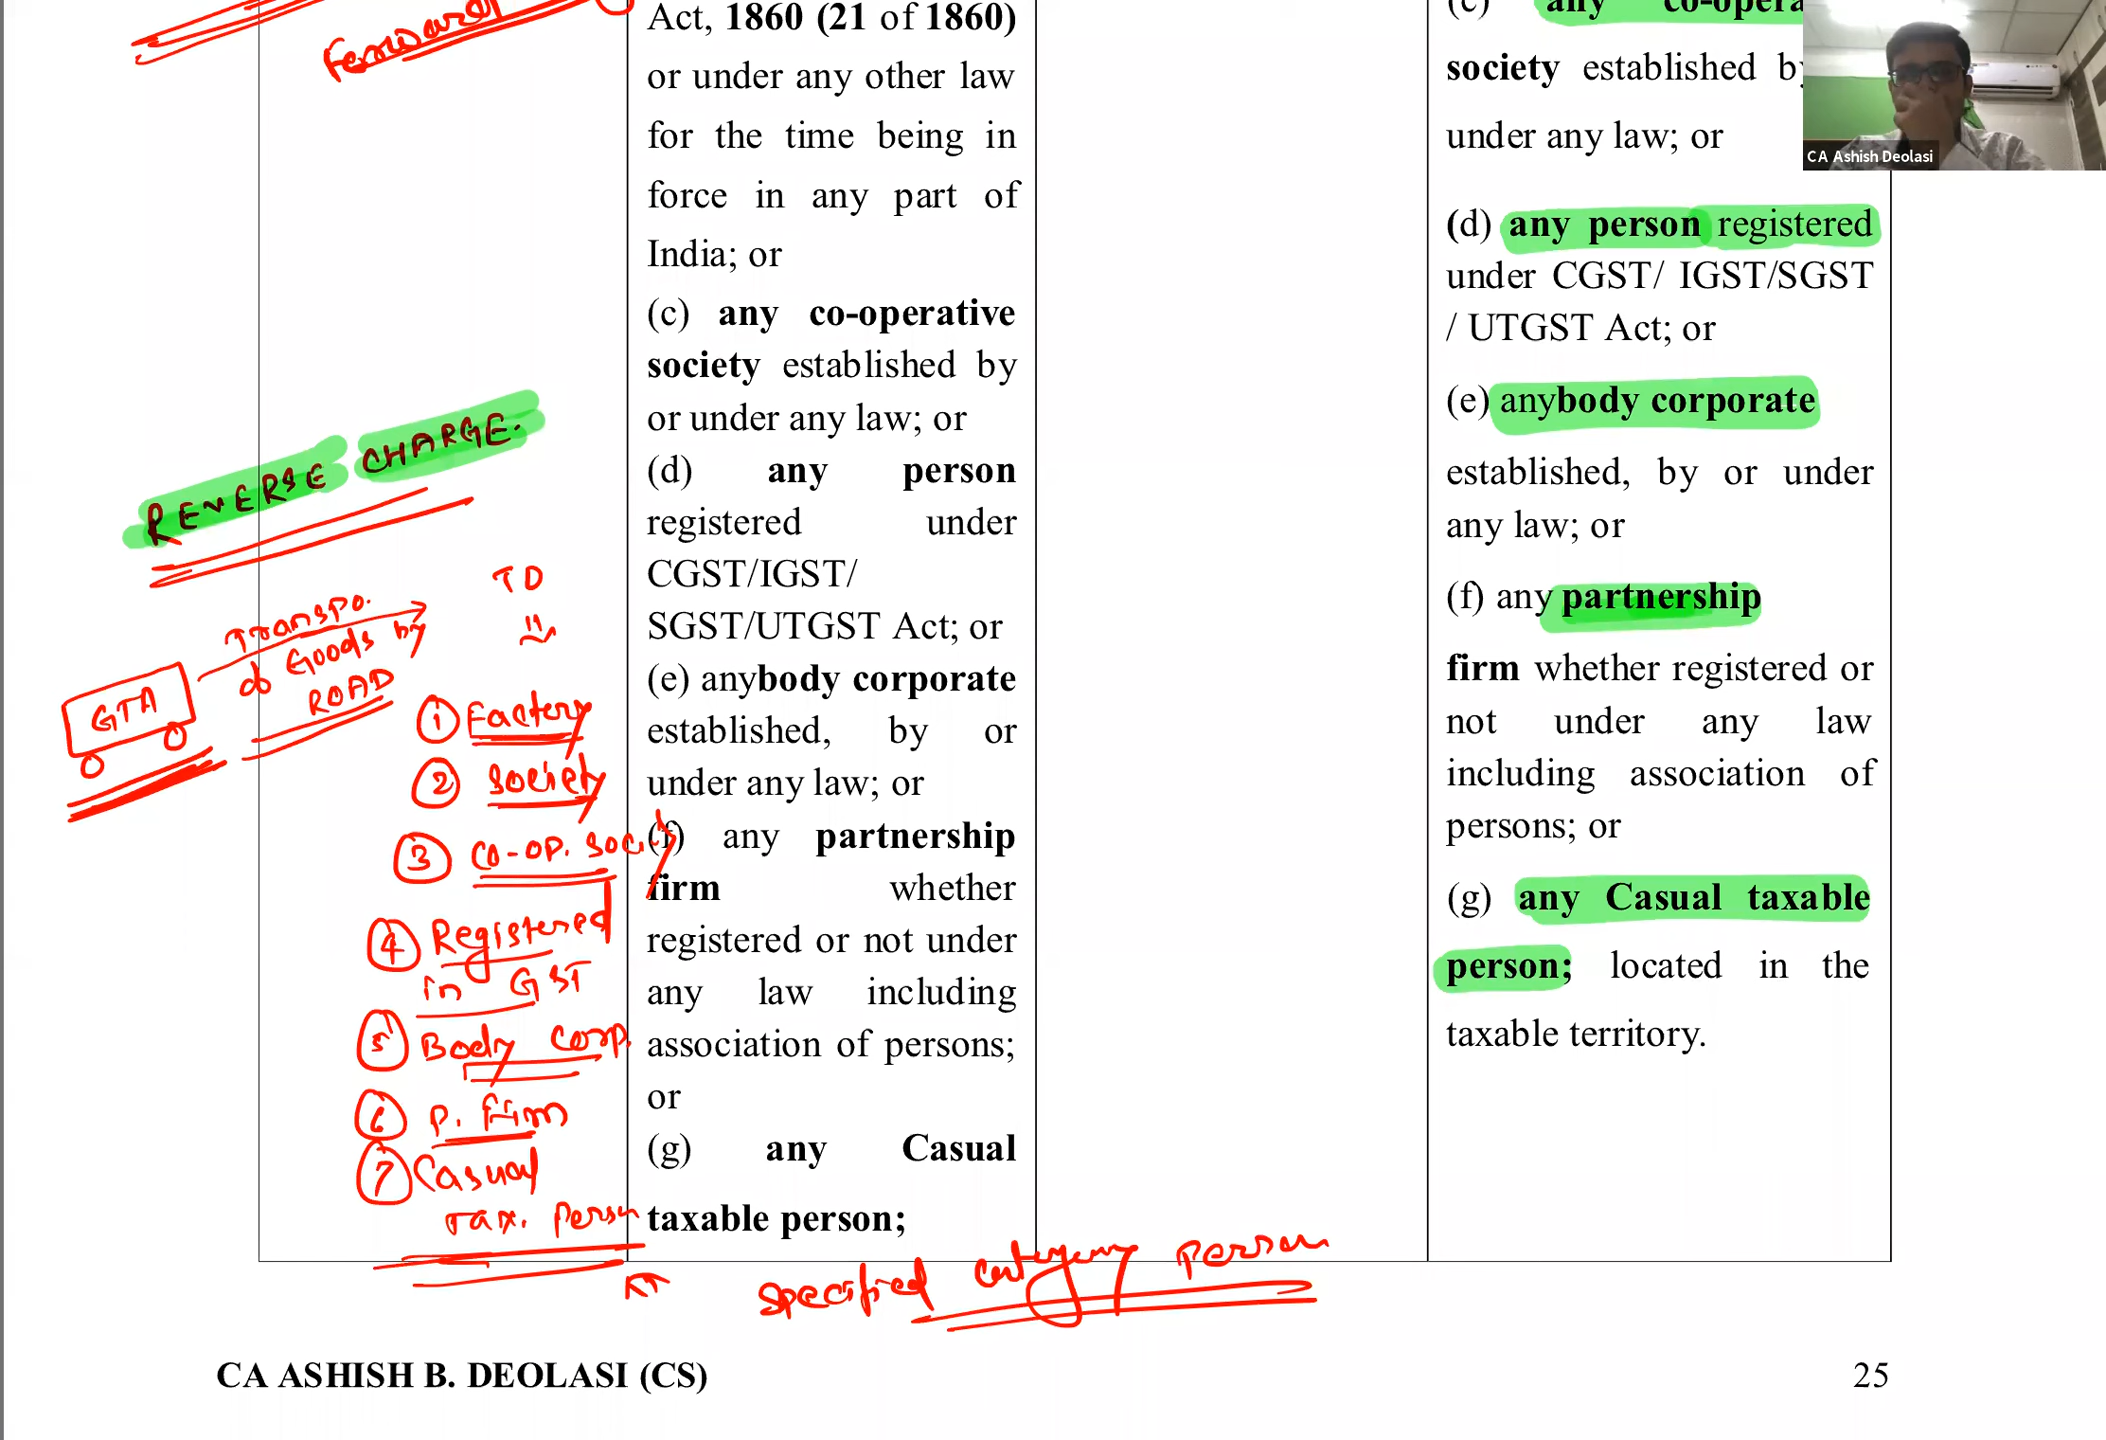 Forward
REVERSE CHARGE.
Transpo.
of Goods by
ROAD
GTA
TO
① Factory
② Society
③ Co-op. Soci
④ Registered
in GST
⑤ Body Corp.
⑥ P. Firm
⑦ Casual
Tax. Person
Act, 1860 (21 of 1860)
or under any other law
for the time being in
force in any part of
India; or
(c) any co-operative
society established by
or under any law; or
(d) any person
registered under
CGST/IGST/
SGST/UTGST Act; or
(e) anybody corporate
established, by or
under any law; or
(f) any partnership
firm whether
registered or not under
any law including
association of persons;
or
(g) any Casual
taxable person;
society established
under any law; or
(d) any person registered
under CGST/ IGST/SGST
/ UTGST Act; or
(e) anybody corporate
established, by or under
any law; or
(f) any partnership
firm whether registered or
not under any law
including association of
persons; or
(g) any Casual taxable
person; located in the
taxable territory.
CA Ashish Deolasi
Specified category person
CA ASHISH B. DEOLASI (CS)
25